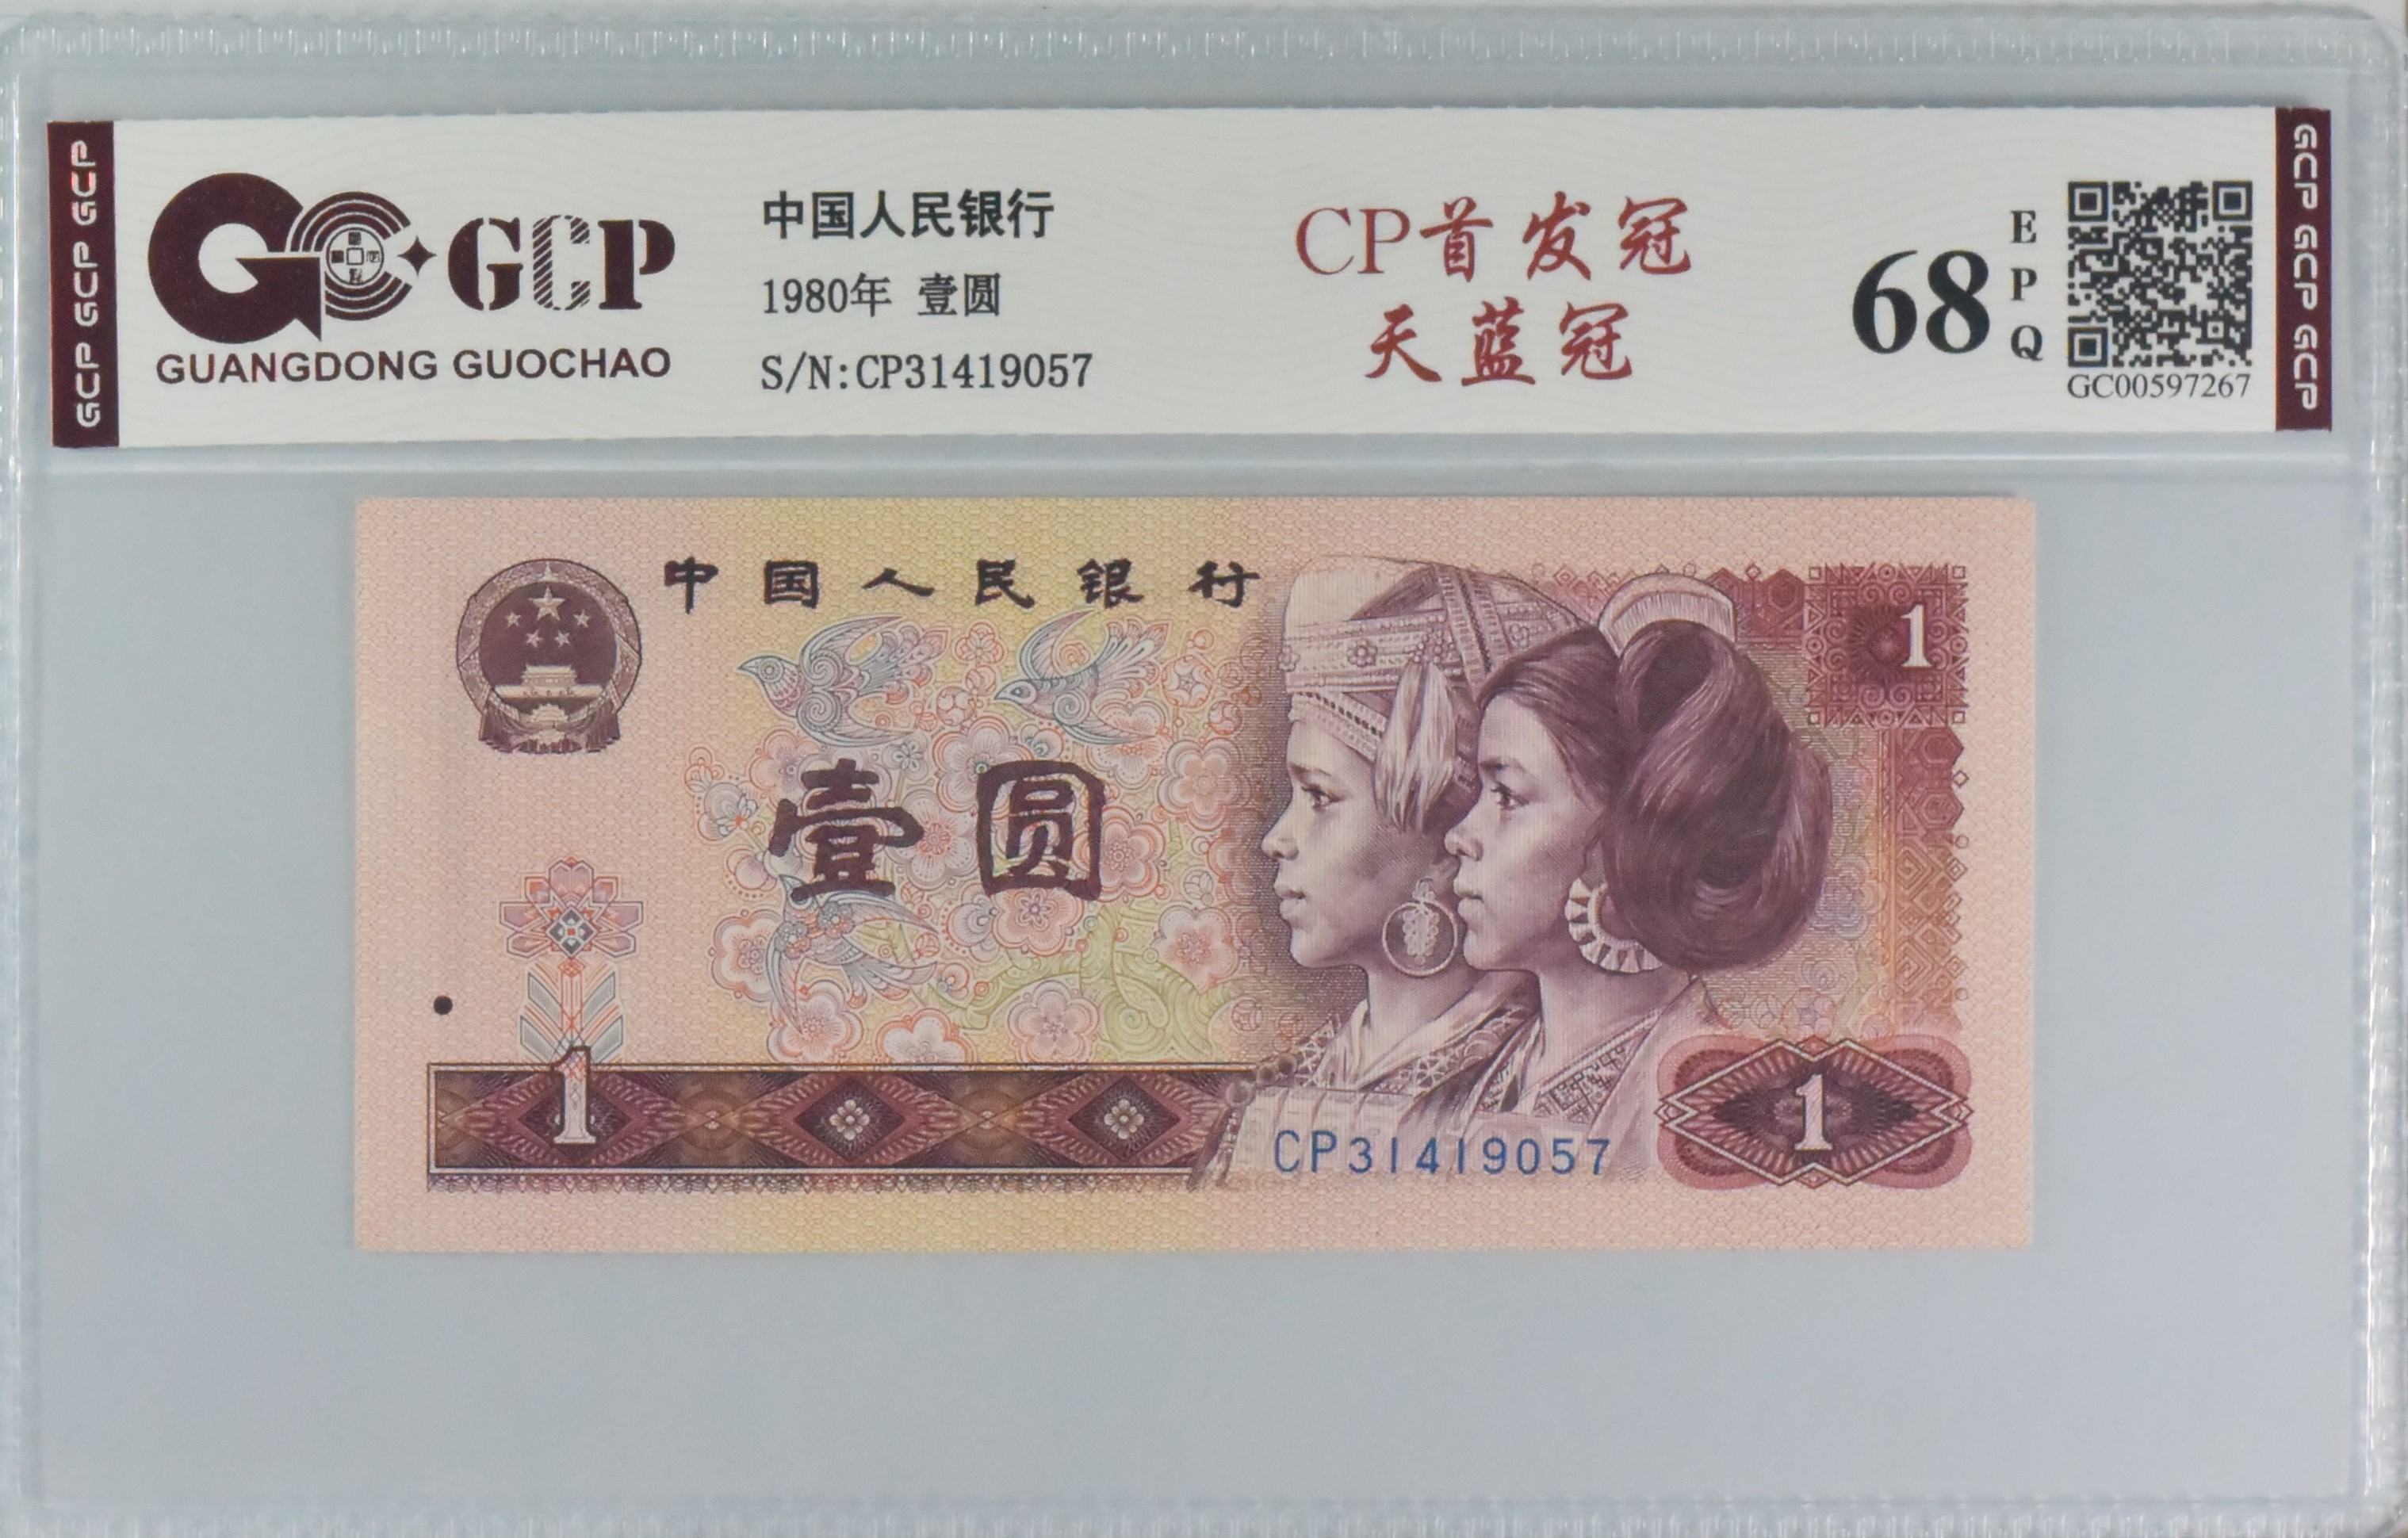 GCP GCP GCP
GCP
GUANGDONG GUOCHAO
中国人民银行
1980年 壹圆
S/N:CP31419057
CP首发冠
天蓝冠
68
EPQ
GC00597267
GCP GCP GCP
中国人民银行
1
壹圆
1
CP31419057
1